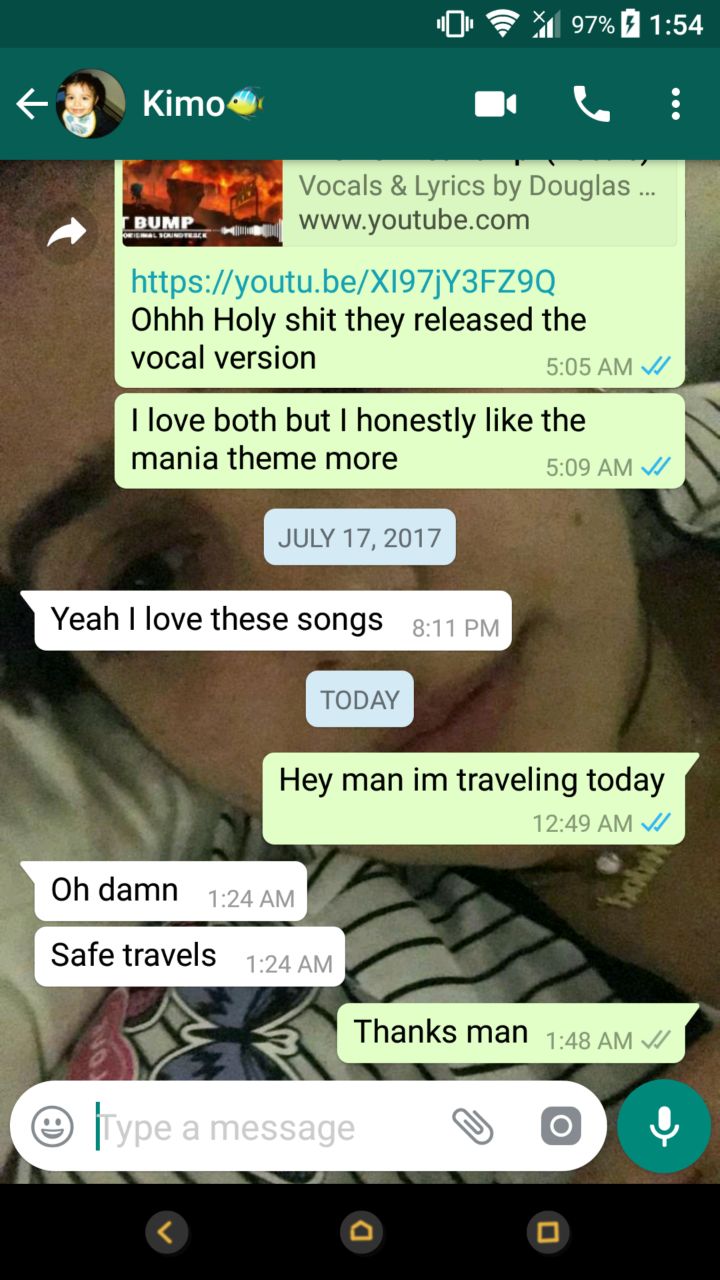 97% 1:54
Kimo🐠
Vocals & Lyrics by Douglas ...
www.youtube.com
T BUMP
ORIGINAL SOUNDTRACK
https://youtu.be/XI97jY3FZ9Q
Ohhh Holy shit they released the
vocal version 5:05 AM
I love both but I honestly like the
mania theme more 5:09 AM
JULY 17, 2017
Yeah I love these songs 8:11 PM
TODAY
Hey man im traveling today
12:49 AM
Oh damn 1:24 AM
Safe travels 1:24 AM
Thanks man 1:48 AM
Type a message